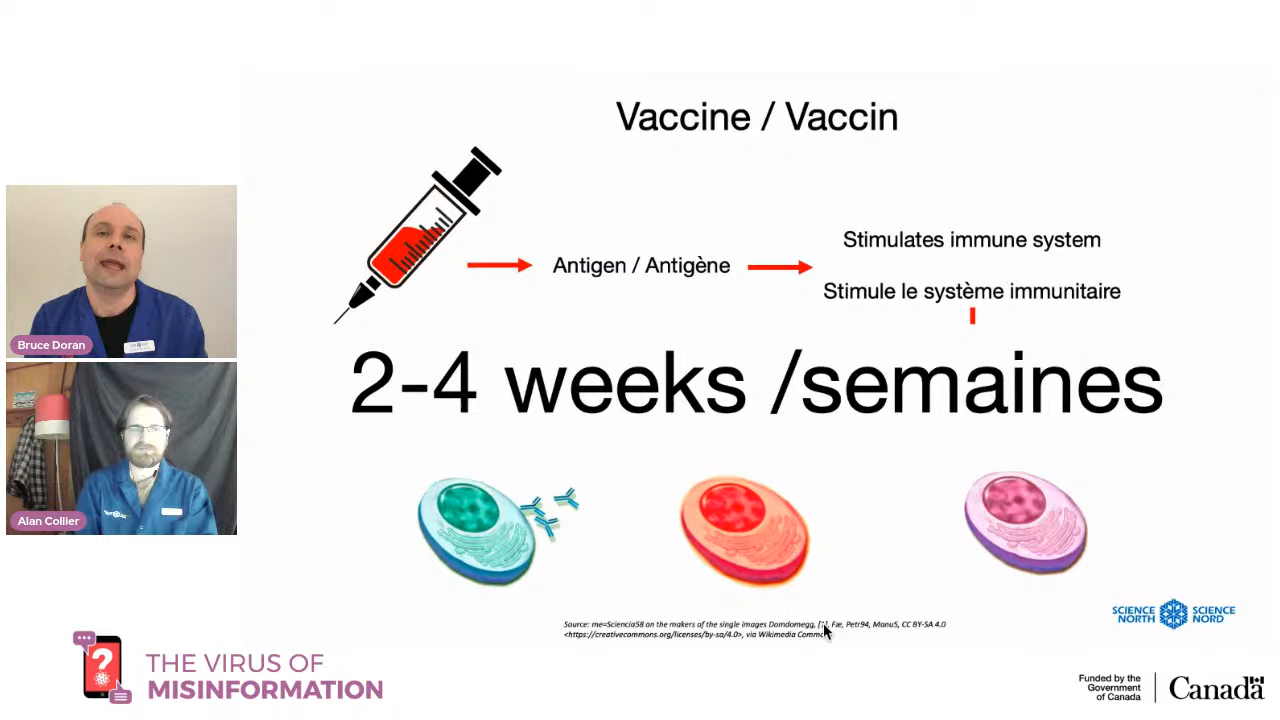 Vaccine / Vaccin
Stimulates immune system
Antigen / Antigène
Stimule le système immunitaire
2-4 weeks /semaines
Bruce Doran
Alan Collier
Source: me=Sciencia58 an the makers of the single images Domdomegg, Fæ, Petr94, Manu5, CC BY-SA 4.0
<https://creativecommons.org/licenses/by-sa/4.0>, via Wikimedia
SCIENCE NORTH SCIENCE NORD
THE VIRUS OF
MISINFORMATION
Funded by the
Government
of Canada
Canada